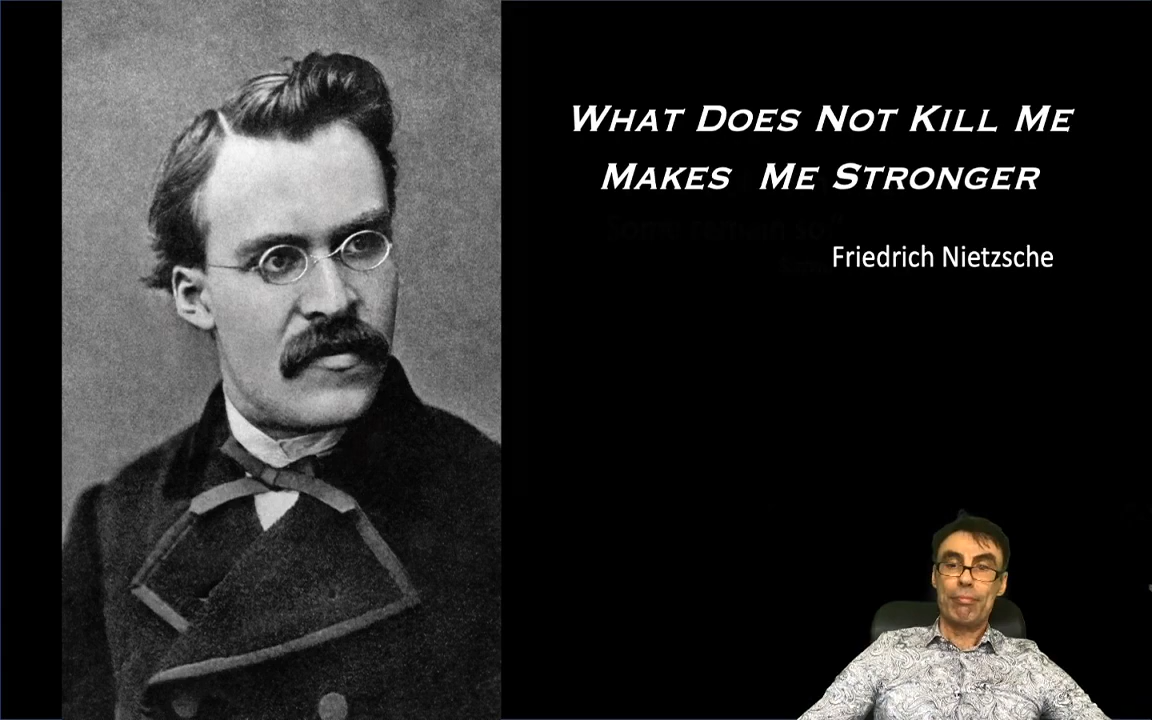 WHAT DOES NOT KILL ME
MAKES ME STRONGER
Friedrich Nietzsche